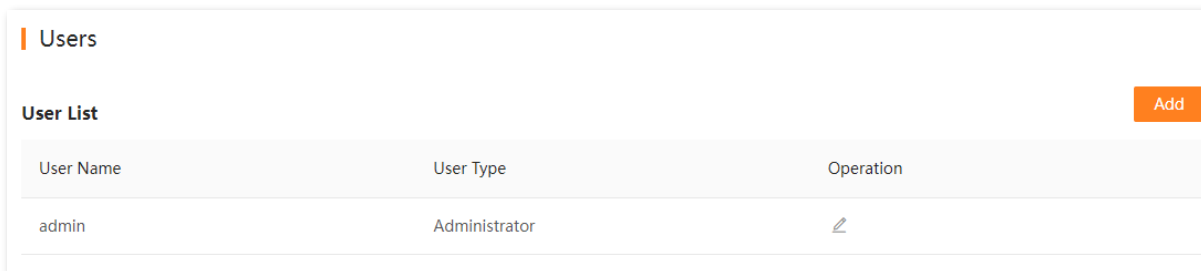 Users
User List
Add
User Name User Type Operation
admin Administrator